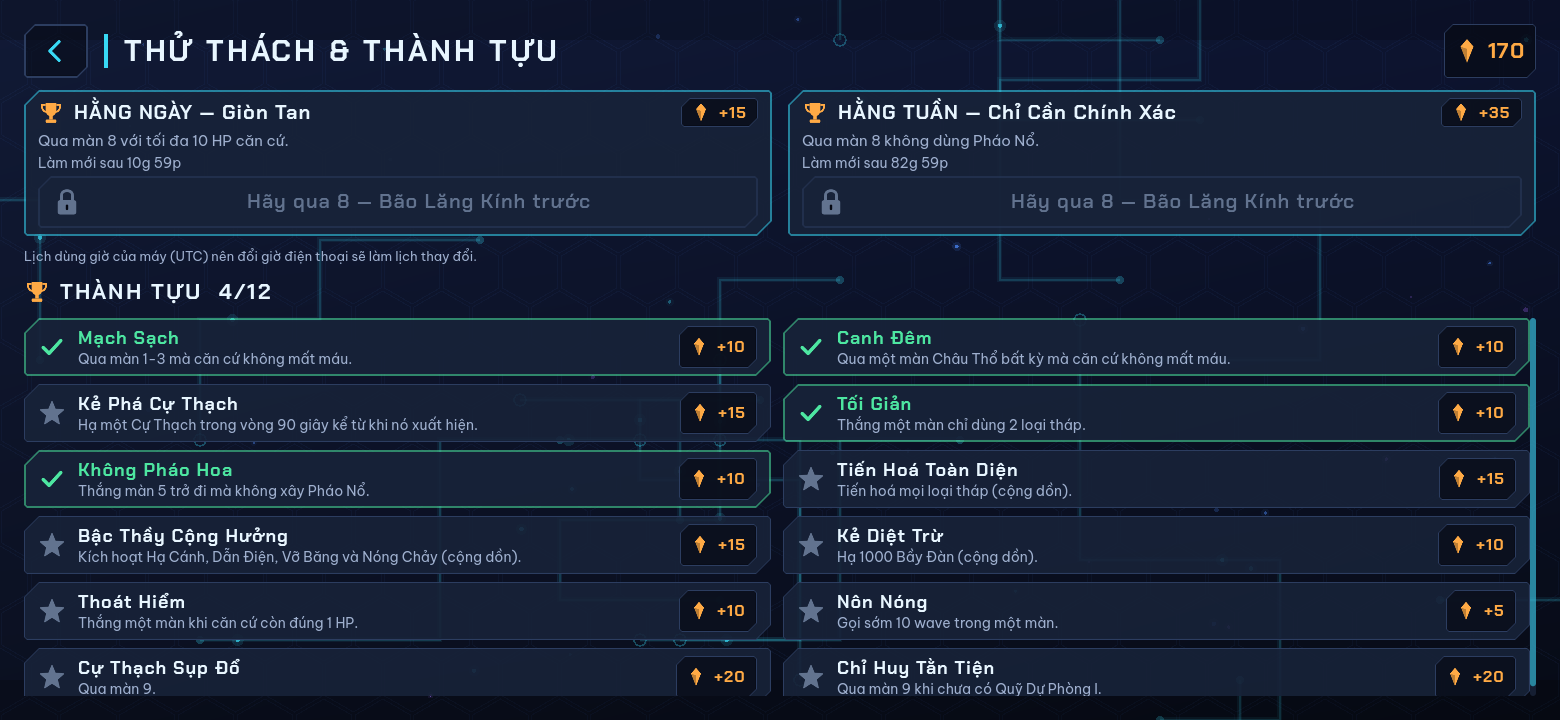 THỬ THÁCH & THÀNH TỰU
170
HẰNG NGÀY — Giòn Tan
+15
Qua màn 8 với tối đa 10 HP căn cứ.
Làm mới sau 10g 59p
Hãy qua 8 — Bão Lăng Kính trước
HẰNG TUẦN — Chỉ Cần Chính Xác
+35
Qua màn 8 không dùng Pháo Nổ.
Làm mới sau 82g 59p
Hãy qua 8 — Bão Lăng Kính trước
Lịch dùng giờ của máy (UTC) nên đổi giờ điện thoại sẽ làm lịch thay đổi.
THÀNH TỰU 4/12
Mạch Sạch
Qua màn 1-3 mà căn cứ không mất máu.
+10
Canh Đêm
Qua một màn Châu Thổ bất kỳ mà căn cứ không mất máu.
+10
Kẻ Phá Cự Thạch
Hạ một Cự Thạch trong vòng 90 giây kể từ khi nó xuất hiện.
+15
Tối Giản
Thắng một màn chỉ dùng 2 loại tháp.
+10
Không Pháo Hoa
Thắng màn 5 trở đi mà không xây Pháo Nổ.
+10
Tiến Hoá Toàn Diện
Tiến hoá mọi loại tháp (cộng dồn).
+15
Bậc Thầy Cộng Hưởng
Kích hoạt Hạ Cánh, Dẫn Điện, Vỡ Băng và Nóng Chảy (cộng dồn).
+15
Kẻ Diệt Trừ
Hạ 1000 Bầy Đàn (cộng dồn).
+10
Thoát Hiểm
Thắng một màn khi căn cứ còn đúng 1 HP.
+10
Nôn Nóng
Gọi sớm 10 wave trong một màn.
+5
Cự Thạch Sụp Đổ
Qua màn 9.
+20
Chỉ Huy Tằn Tiện
Qua màn 9 khi chưa có Quỹ Dự Phòng I.
+20